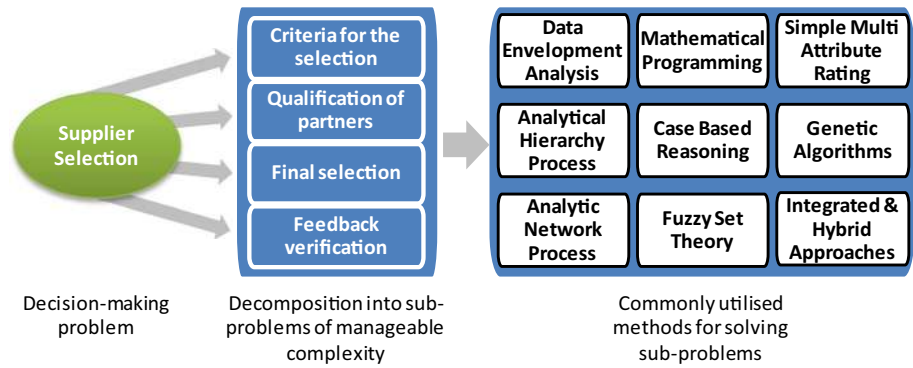 Supplier
Selection
Criteria for the
selection
Qualification of
partners
Final selection
Feedback
verification
Data
Envelopment
Analysis
Mathematical
Programming
Simple Multi
Attribute
Rating
Analytical
Hierarchy
Process
Case Based
Reasoning
Genetic
Algorithms
Analytic
Network
Process
Fuzzy Set
Theory
Integrated &
Hybrid
Approaches
Decision-making
problem
Decomposition into sub-
problems of manageable
complexity
Commonly utilised
methods for solving
sub-problems